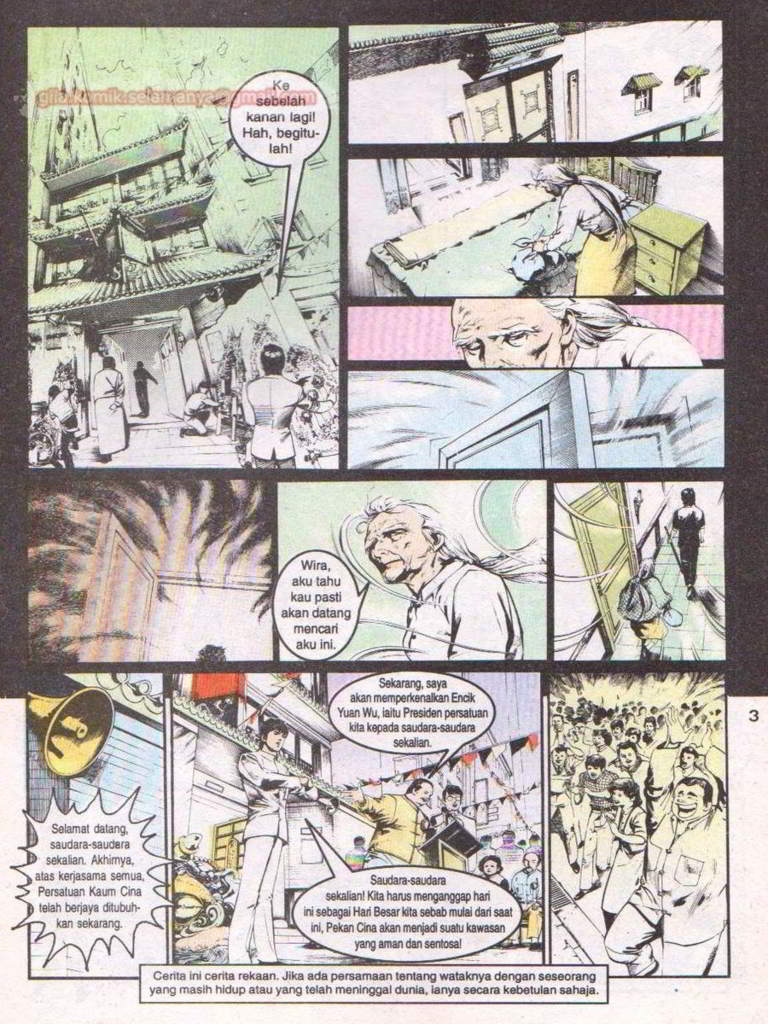 gila.komik.selamanya@gmail.com
Ke
sebelah
kanan lagi!
Hah, begitu-
lah!
Wira,
aku tahu
kau pasti
akan datang
mencari
aku ini.
Selamat datang,
saudara-saudara
sekalian. Akhirnya,
atas kerjasama semua,
Persatuan Kaum Cina
telah berjaya ditubuh-
kan sekarang.
Sekarang, saya
akan memperkenalkan Encik
Yuan Wu, iaitu Presiden persatuan
kita kepada saudara-saudara
sekalian.
Saudara-saudara
sekalian! Kita harus menganggap hari
ini sebagai Hari Besar kita sebab mulai dari saat
ini, Pekan Cina akan menjadi suatu kawasan
yang aman dan sentosa!
3
Cerita ini cerita rekaan. Jika ada persamaan tentang wataknya dengan seseorang
yang masih hidup atau yang telah meninggal dunia, ianya secara kebetulan sahaja.